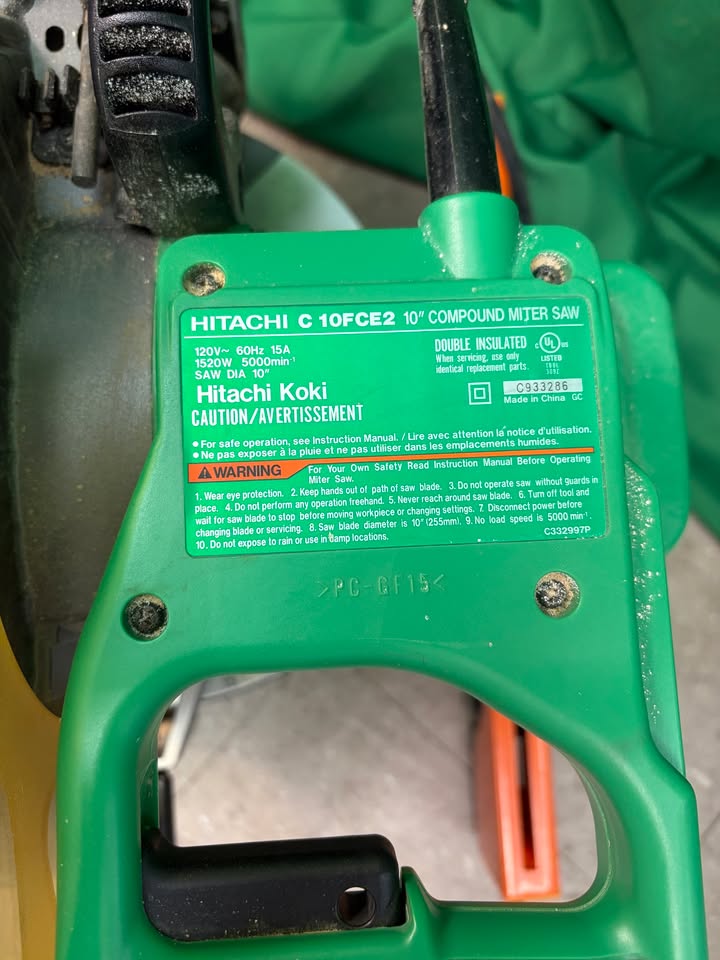 HITACHI C 10FCE2 10" COMPOUND MITER SAW
120V~ 60Hz 15A
1520W 5000min⁻¹
SAW DIA 10"
DOUBLE INSULATED
When servicing, use only
identical replacement parts.
C UL US
LISTED
Hitachi Koki
C933286
Made in China GC
CAUTION/AVERTISSEMENT
● For safe operation, see Instruction Manual. / Lire avec attention la notice d'utilisation.
● Ne pas exposer à la pluie et ne pas utiliser dans les emplacements humides.
WARNING
For Your Own Safety Read Instruction Manual Before Operating
Miter Saw.
1. Wear eye protection. 2. Keep hands out of path of saw blade. 3. Do not operate saw without guards in
place. 4. Do not perform any operation freehand. 5. Never reach around saw blade. 6. Turn off tool and
wait for saw blade to stop before moving workpiece or changing settings. 7. Disconnect power before
changing blade or servicing. 8. Saw blade diameter is 10" (255mm). 9. No load speed is 5000 min⁻¹.
10. Do not expose to rain or use in damp locations.
C332997P
>PC-GF15<